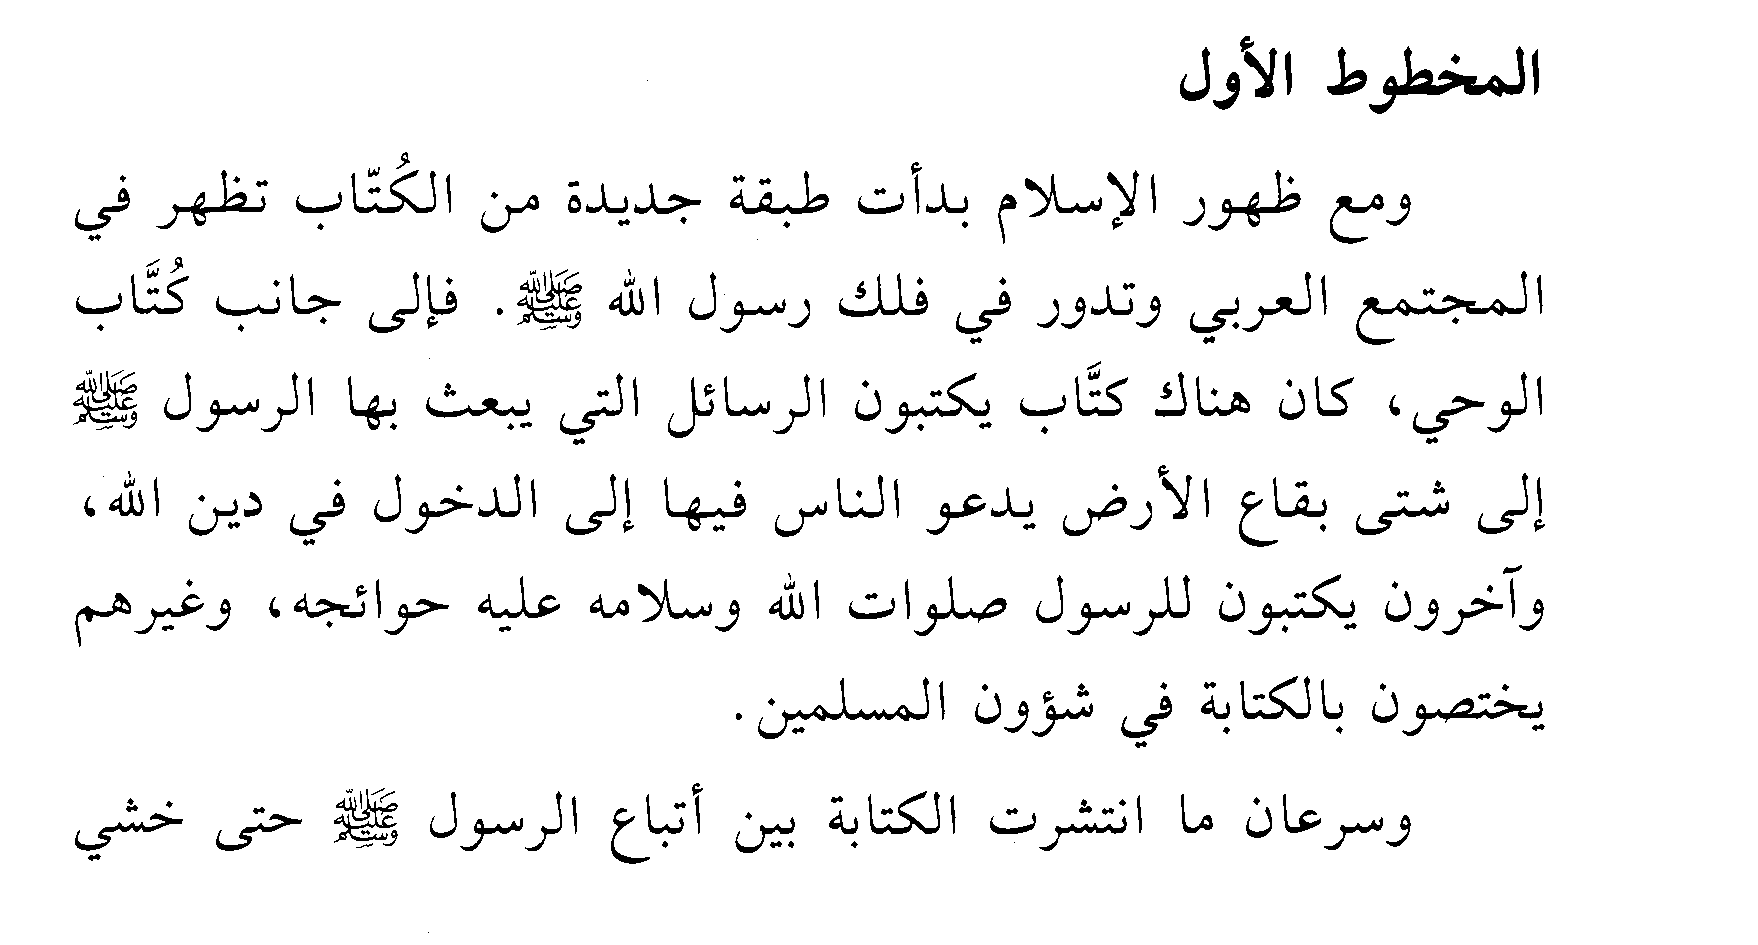 المخطوط الأول
ومع ظهور الإسلام بدأت طبقة جديدة من الكُتّاب تظهر في
المجتمع العربي وتدور في فلك رسول الله ﷺ. فإلى جانب كُتَّاب
الوحي، كان هناك كتَّاب يكتبون الرسائل التي يبعث بها الرسول ﷺ
إلى شتى بقاع الأرض يدعو الناس فيها إلى الدخول في دين الله،
وآخرون يكتبون للرسول صلوات الله وسلامه عليه حوائجه، وغيرهم
يختصون بالكتابة في شؤون المسلمين.
وسرعان ما انتشرت الكتابة بين أتباع الرسول ﷺ حتى خشي